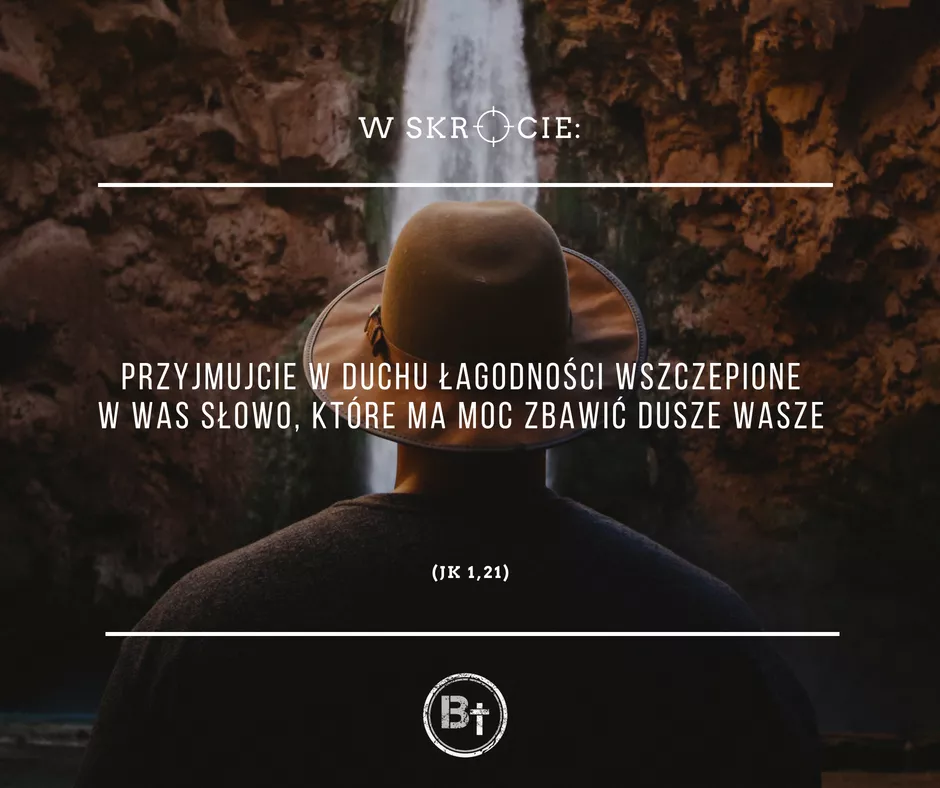 W SKRÓCIE:
PRZYJMUJCIE W DUCHU ŁAGODNOŚCI WSZCZEPIONE
W WAS SŁOWO, KTÓRE MA MOC ZBAWIĆ DUSZE WASZE
(JK 1,21)
B†